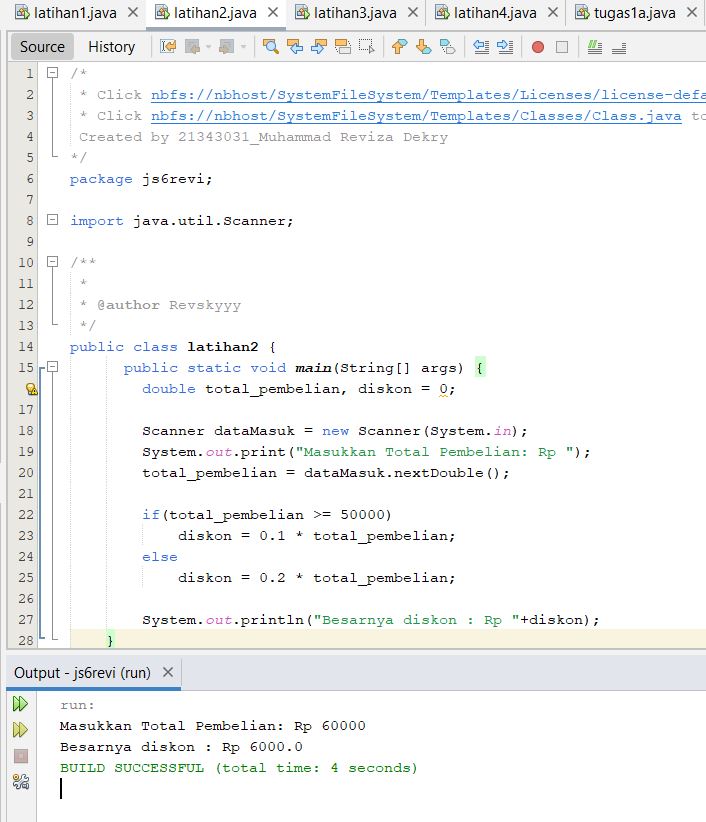 latihan1.java latihan2.java latihan3.java latihan4.java tugas1a.java
Source History
1 /*
2 * Click nbfs://nbhost/SystemFileSystem/Templates/Licenses/license-defa
3 * Click nbfs://nbhost/SystemFileSystem/Templates/Classes/Class.java to
4 Created by 21343031_Muhammad Reviza Dekry
5 */
6 package js6revi;
7
8 import java.util.Scanner;
9
10 /**
11 *
12 * @author Revskyyy
13 */
14 public class latihan2 {
15 public static void main(String[] args) {
double total_pembelian, diskon = 0;
17
18 Scanner dataMasuk = new Scanner(System.in);
19 System.out.print("Masukkan Total Pembelian: Rp ");
20 total_pembelian = dataMasuk.nextDouble();
21
22 if(total_pembelian >= 50000)
23 diskon = 0.1 * total_pembelian;
24 else
25 diskon = 0.2 * total_pembelian;
26
27 System.out.println("Besarnya diskon : Rp "+diskon);
28 }
Output - js6revi (run)
run:
Masukkan Total Pembelian: Rp 60000
Besarnya diskon : Rp 6000.0
BUILD SUCCESSFUL (total time: 4 seconds)